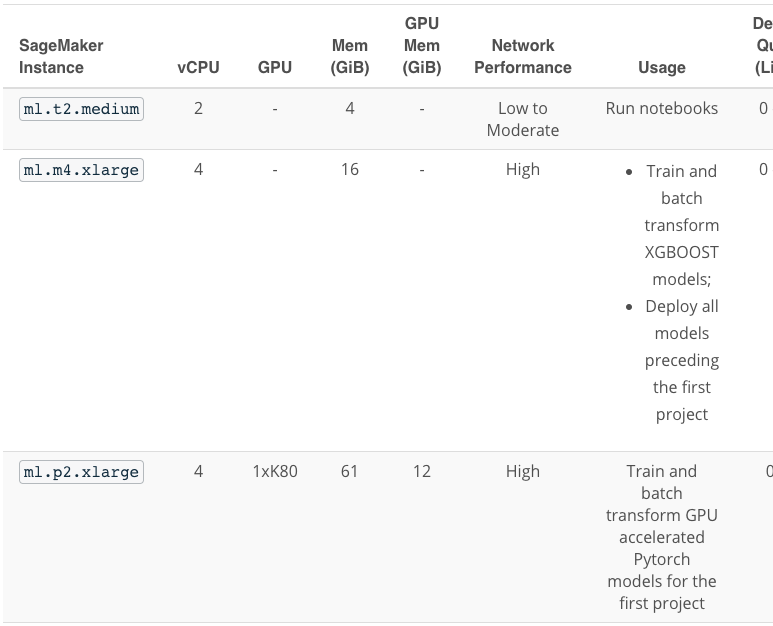 SageMaker Instance vCPU GPU Mem (GiB) GPU Mem (GiB) Network Performance Usage
ml.t2.medium 2 - 4 - Low to Moderate Run notebooks 0
ml.m4.xlarge 4 - 16 - High
• Train and
batch
transform
XGBOOST
models;
• Deploy all
models
preceding
the first
project
0
ml.p2.xlarge 4 1xK80 61 12 High
Train and
batch
transform GPU
accelerated
Pytorch
models for the
first project
0